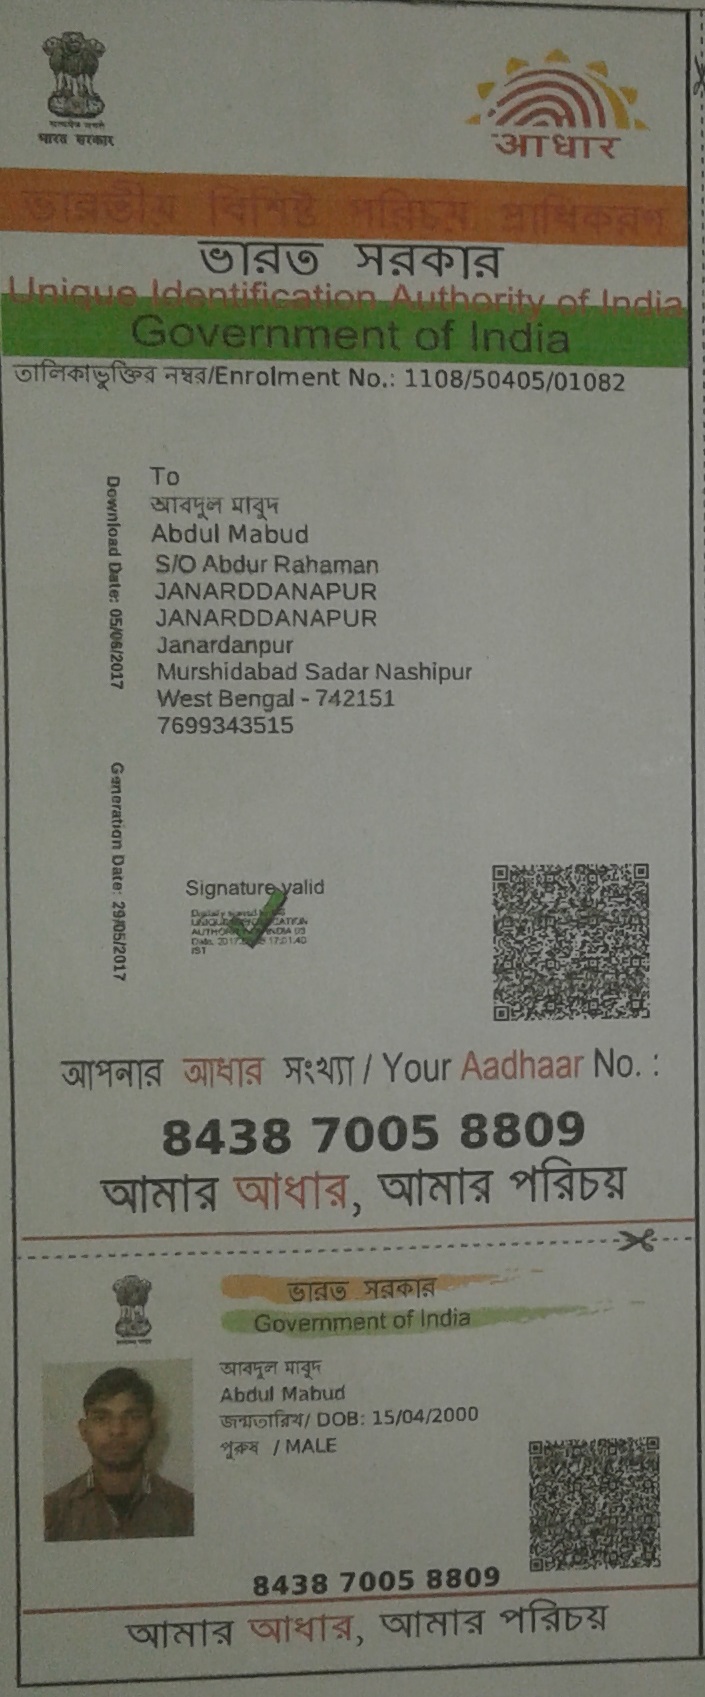 भारत सरकार
आधार
ভারতীয় বিশিষ্ট পরিচয় প্রাধিকরণ
ভারত সরকার
Unique Identification Authority of India
Government of India
তালিকাভুক্তির নম্বর/Enrolment No.: 1108/50405/01082
Download Date: 05/06/2017
Generation Date: 29/05/2017
To
আবদুল মাবুদ
Abdul Mabud
S/O Abdur Rahaman
JANARDDANAPUR
JANARDDANAPUR
Janardanpur
Murshidabad Sadar Nashipur
West Bengal - 742151
7699343515
Signature valid
IST
আপনার আধার সংখ্যা / Your Aadhaar No. :
8438 7005 8809
আমার আধার, আমার পরিচয়
ভারত সরকার
Government of India
আবদুল মাবুদ
Abdul Mabud
জন্মতারিখ/ DOB: 15/04/2000
পুরুষ / MALE
8438 7005 8809
আমার আধার, আমার পরিচয়